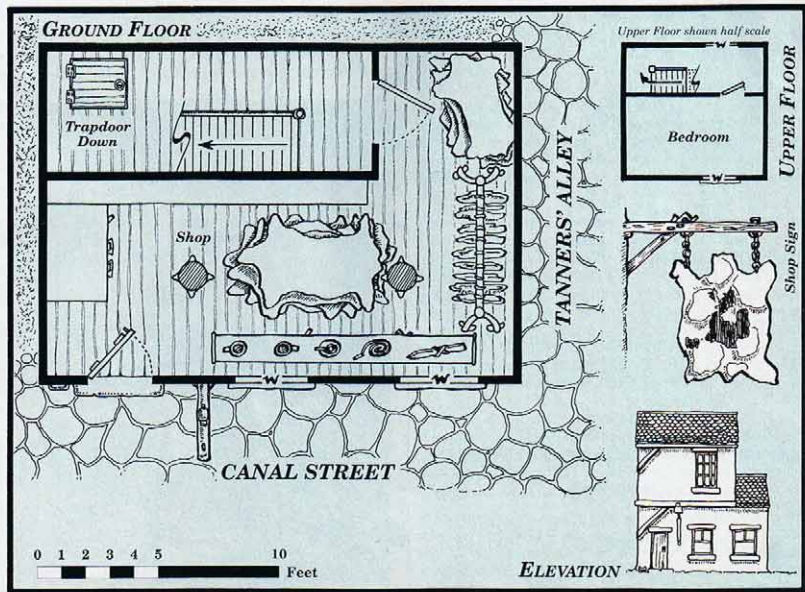 GROUND FLOOR
Trapdoor
Down
Shop
W
W
CANAL STREET
TANNERS' ALLEY
0 1 2 3 4 5 10
Feet
Upper Floor shown half scale
W
Bedroom
W
UPPER FLOOR
Shop Sign
ELEVATION